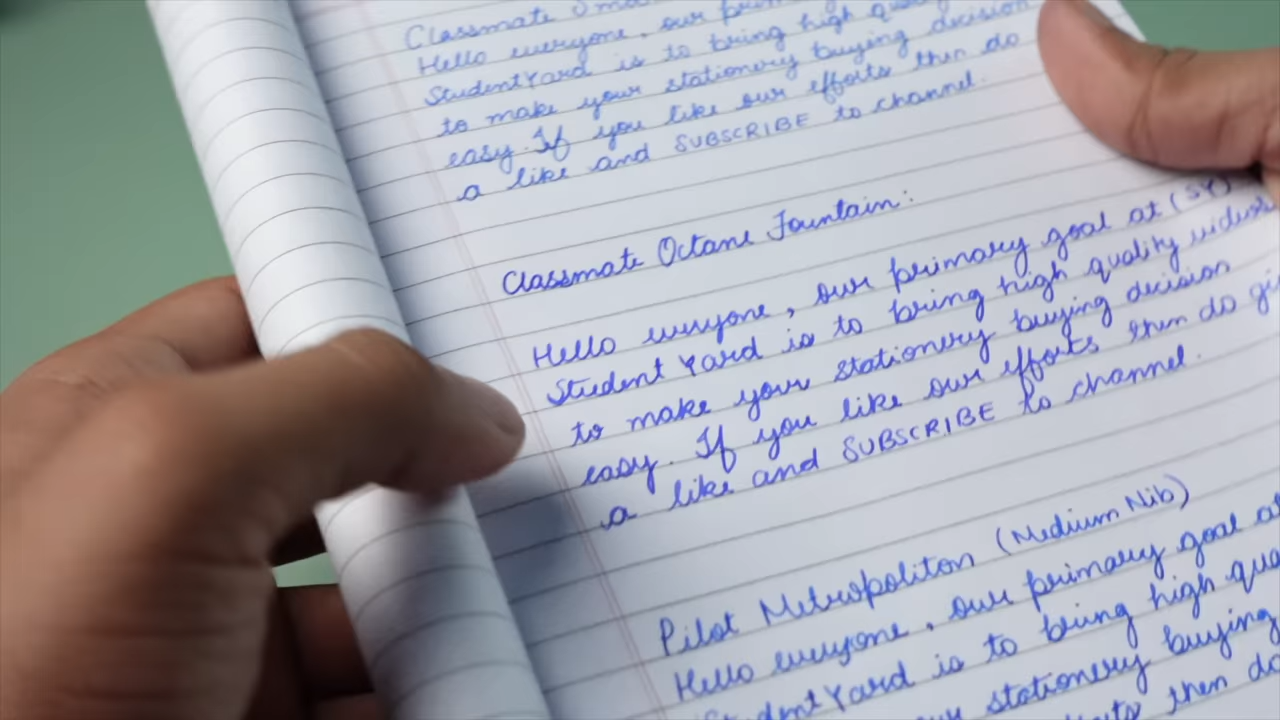 Classmate
Hello everyone, our
StudentYard is to bring high
to make your stationery buying decision
easy. If you like our efforts then do
a like and SUBSCRIBE to channel.
Classmate Octane Fountain:
Hello everyone, our primary goal at (SY)
Student Yard is to bring high quality videos
to make your stationery buying decision
easy. If you like our efforts then do
a like and SUBSCRIBE to channel.
Pilot Metropoliton (Medium Nib)
Hello everyone, our primary goal at
Yard is to bring high
stationery buying
then do